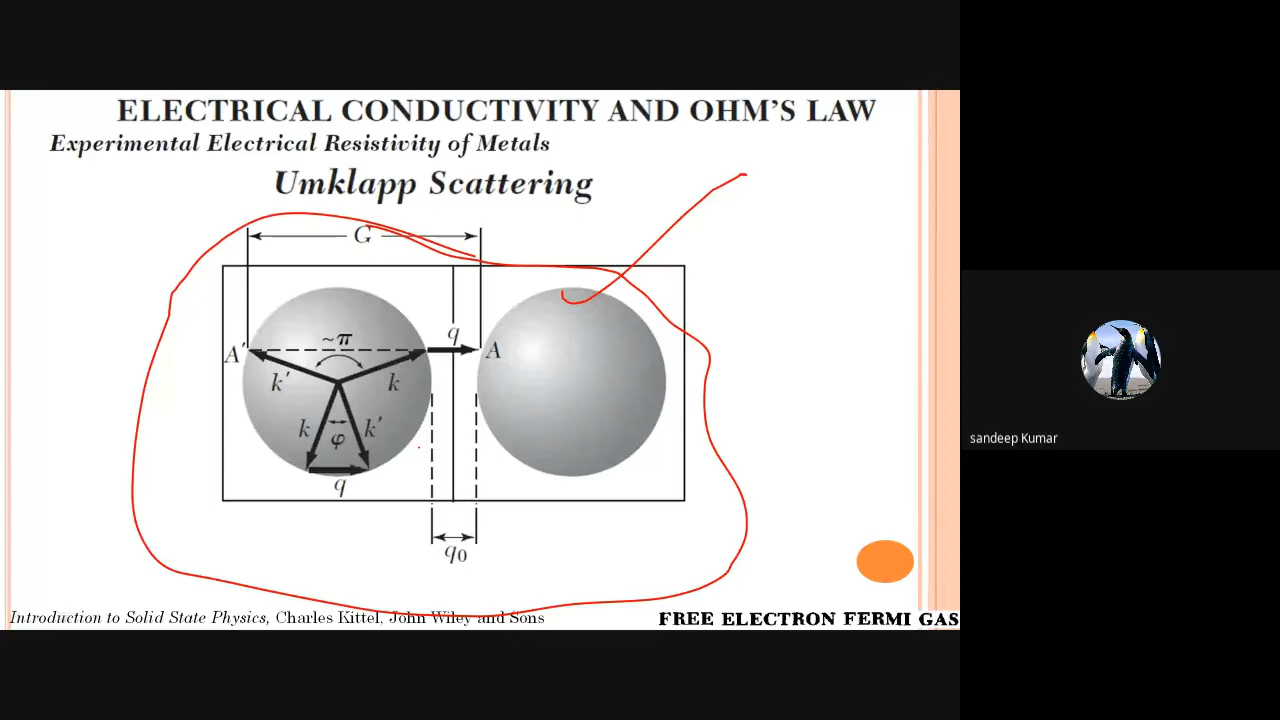 ELECTRICAL CONDUCTIVITY AND OHM'S LAW
Experimental Electrical Resistivity of Metals
Umklapp Scattering
G
~π
q
A′
A
k′
k
k
φ
k′
q
q0
sandeep Kumar
Introduction to Solid State Physics, Charles Kittel, John Wiley and Sons
FREE ELECTRON FERMI GAS